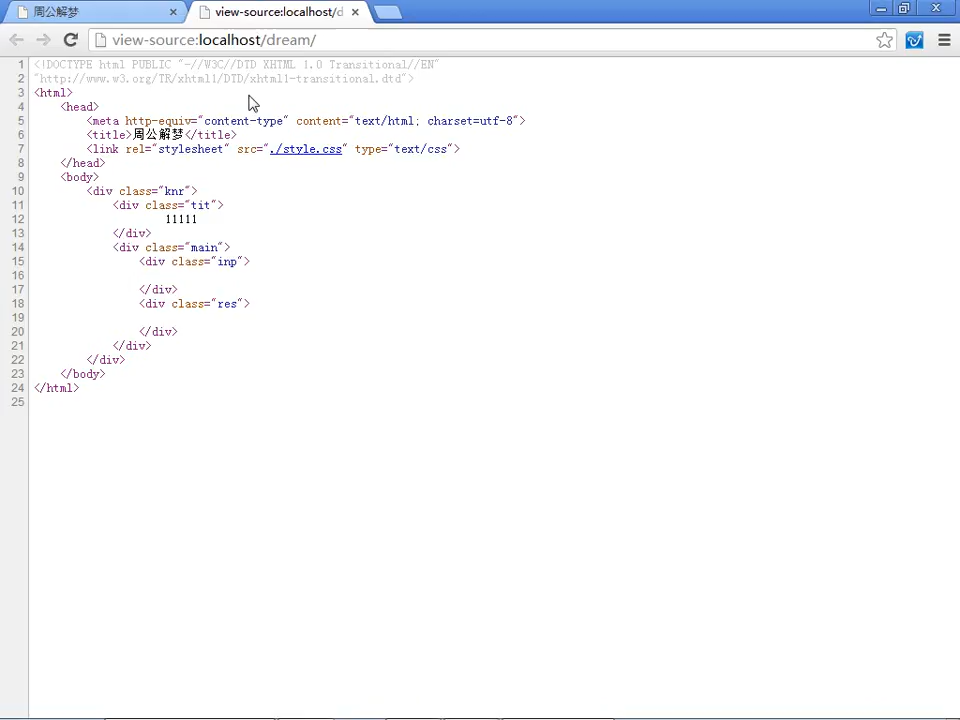 周公解梦
view-source:localhost/d
view-source:localhost/dream/
1 <!DOCTYPE html PUBLIC "-//W3C//DTD XHTML 1.0 Transitional//EN"
2 "http://www.w3.org/TR/xhtml1/DTD/xhtml1-transitional.dtd">
3 <html>
4 <head>
5 <meta http-equiv="content-type" content="text/html; charset=utf-8">
6 <title>周公解梦</title>
7 <link rel="stylesheet" src="./style.css" type="text/css">
8 </head>
9 <body>
10 <div class="knr">
11 <div class="tit">
12 11111
13 </div>
14 <div class="main">
15 <div class="inp">
16
17 </div>
18 <div class="res">
19
20 </div>
21 </div>
22 </div>
23 </body>
24 </html>
25